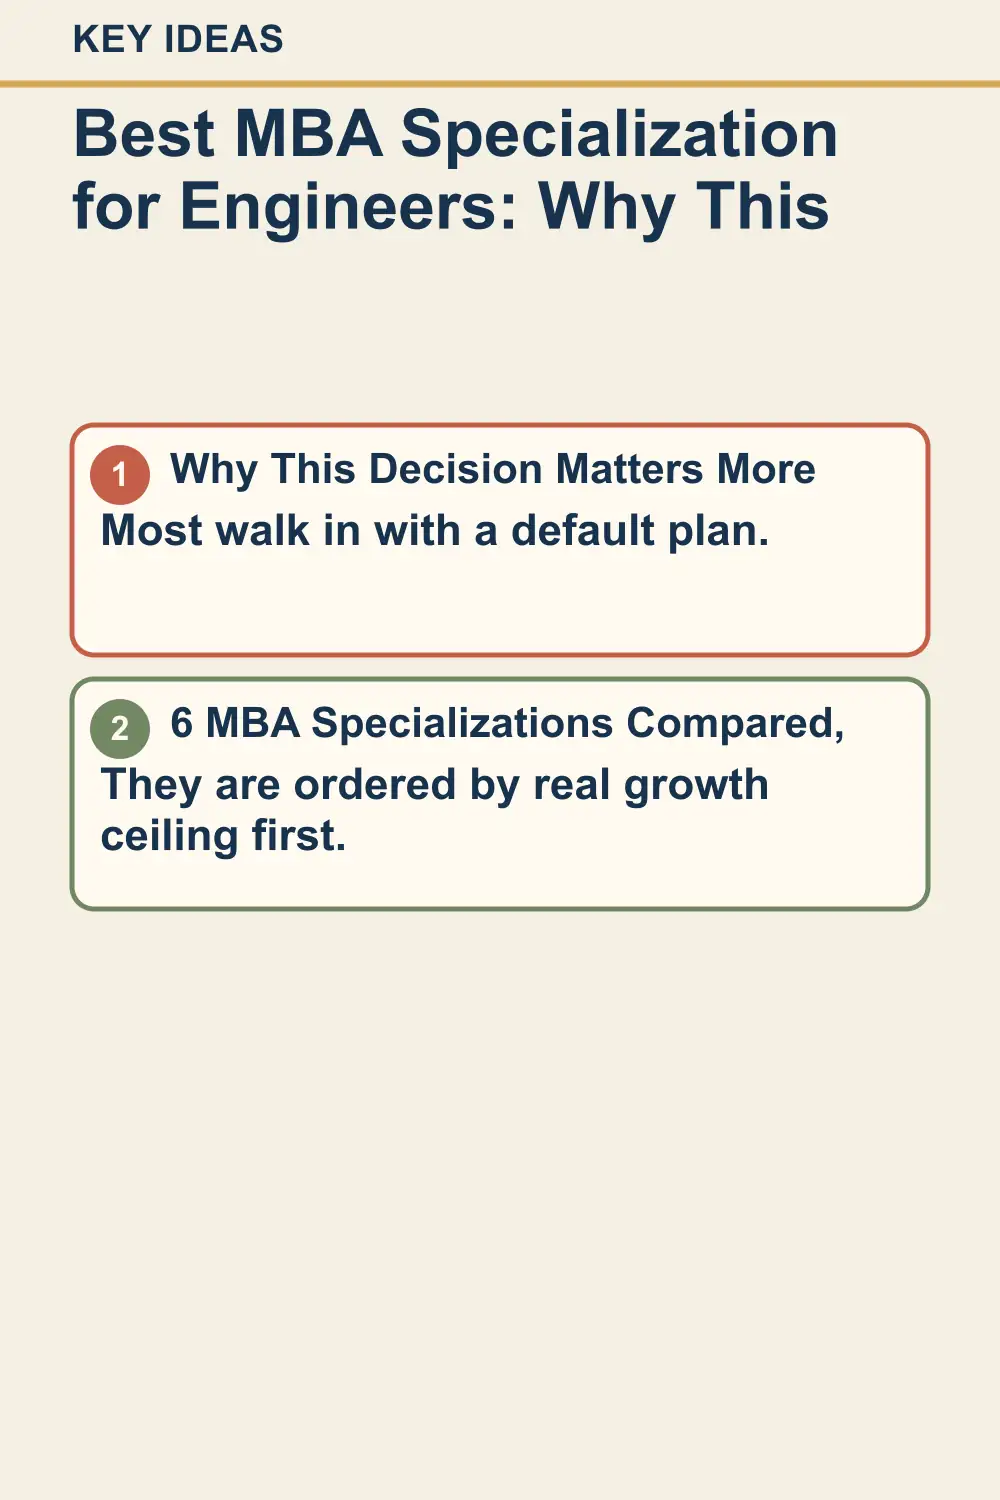 KEY IDEAS
Best MBA Specialization
for Engineers: Why This
1 Why This Decision Matters More
Most walk in with a default plan.
2 6 MBA Specializations Compared,
They are ordered by real growth
ceiling first.